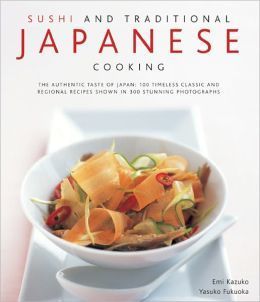 SUSHI AND TRADITIONAL
JAPANESE
COOKING
THE AUTHENTIC TASTE OF JAPAN: 100 TIMELESS CLASSIC AND
REGIONAL RECIPES SHOWN IN 300 STUNNING PHOTOGRAPHS
Emi Kazuko
Yasuko Fukuoka